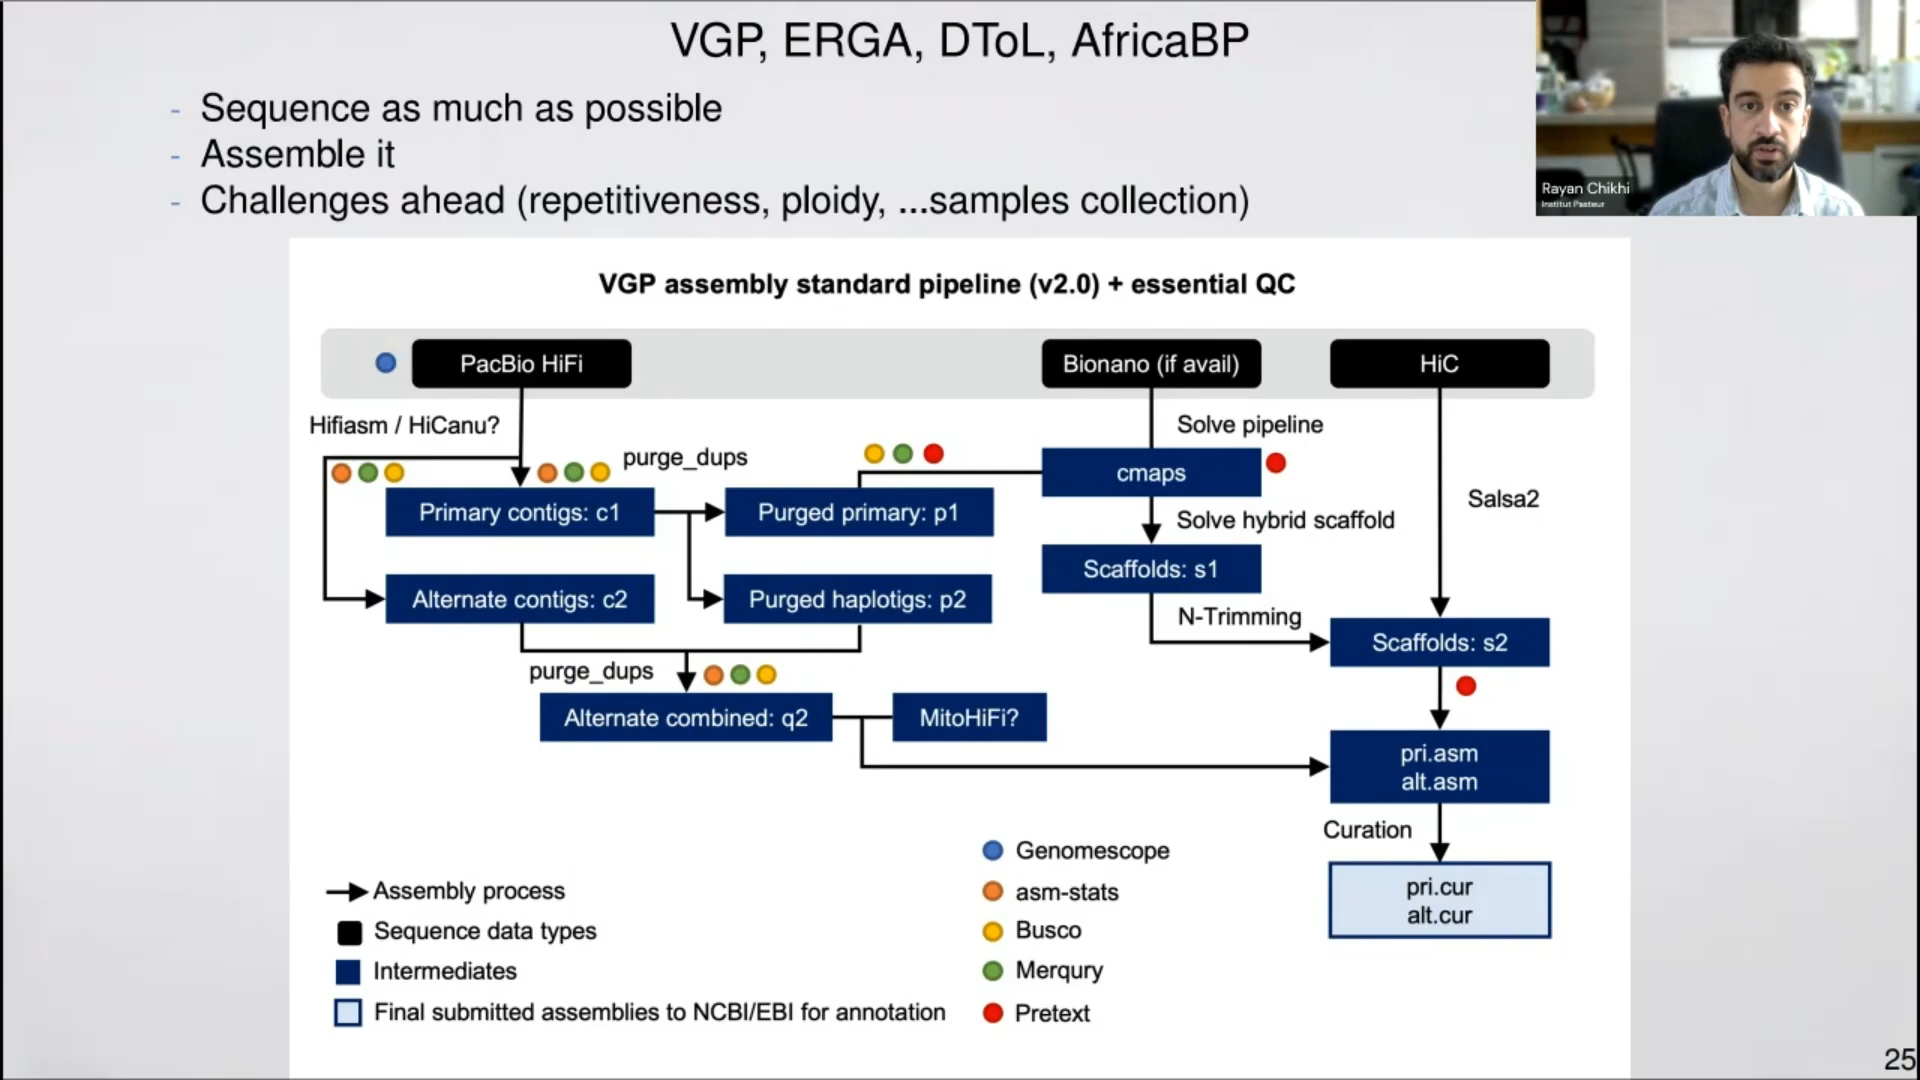 VGP, ERGA, DToL, AfricaBP
- Sequence as much as possible
- Assemble it
- Challenges ahead (repetitiveness, ploidy, ...samples collection)
Rayan Chikhi
Institut Pasteur
VGP assembly standard pipeline (v2.0) + essential QC
PacBio HiFi
Bionano (if avail)
HiC
Hifiasm / HiCanu?
Solve pipeline
purge_dups
cmaps
Salsa2
Primary contigs: c1
Purged primary: p1
Solve hybrid scaffold
Scaffolds: s1
Alternate contigs: c2
Purged haplotigs: p2
N-Trimming
Scaffolds: s2
purge_dups
Alternate combined: q2
MitoHiFi?
pri.asm
alt.asm
Curation
pri.cur
alt.cur
Assembly process
Sequence data types
Intermediates
Final submitted assemblies to NCBI/EBI for annotation
Genomescope
asm-stats
Busco
Merqury
Pretext
25